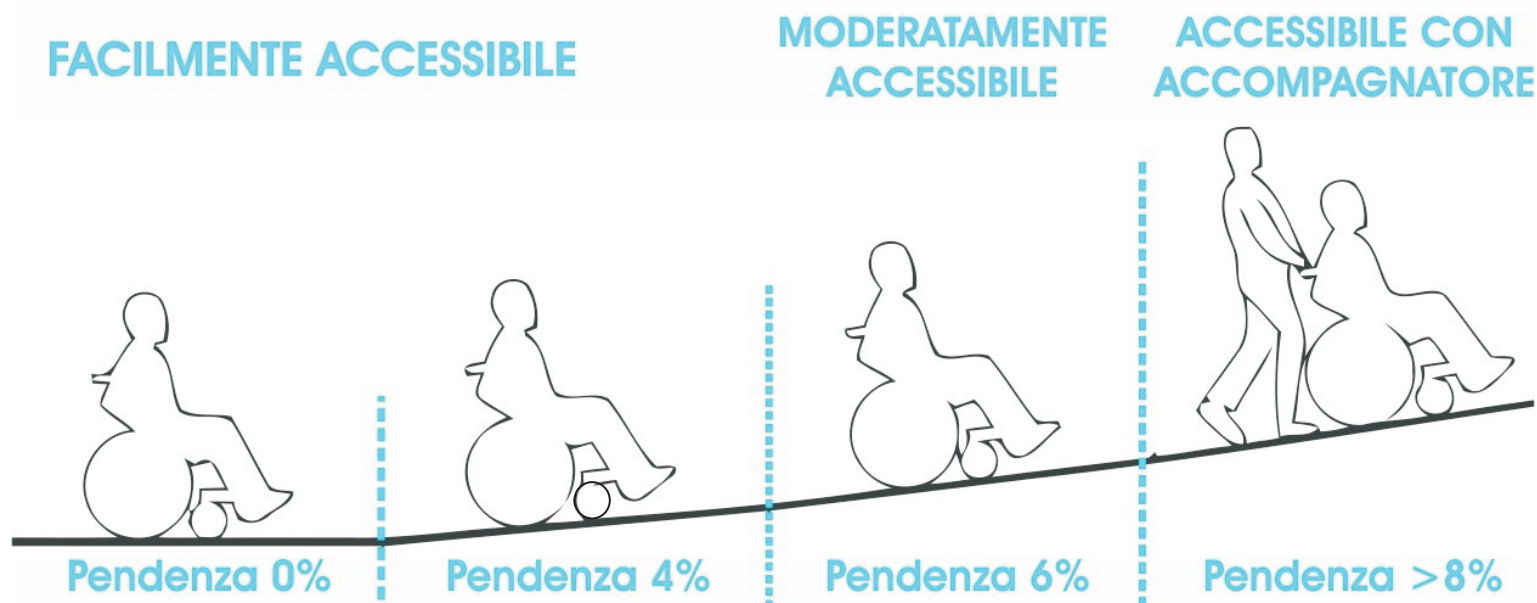 FACILMENTE ACCESSIBILE
MODERATAMENTE
ACCESSIBILE
ACCESSIBILE CON
ACCOMPAGNATORE
Pendenza 0%
Pendenza 4%
Pendenza 6%
Pendenza >8%